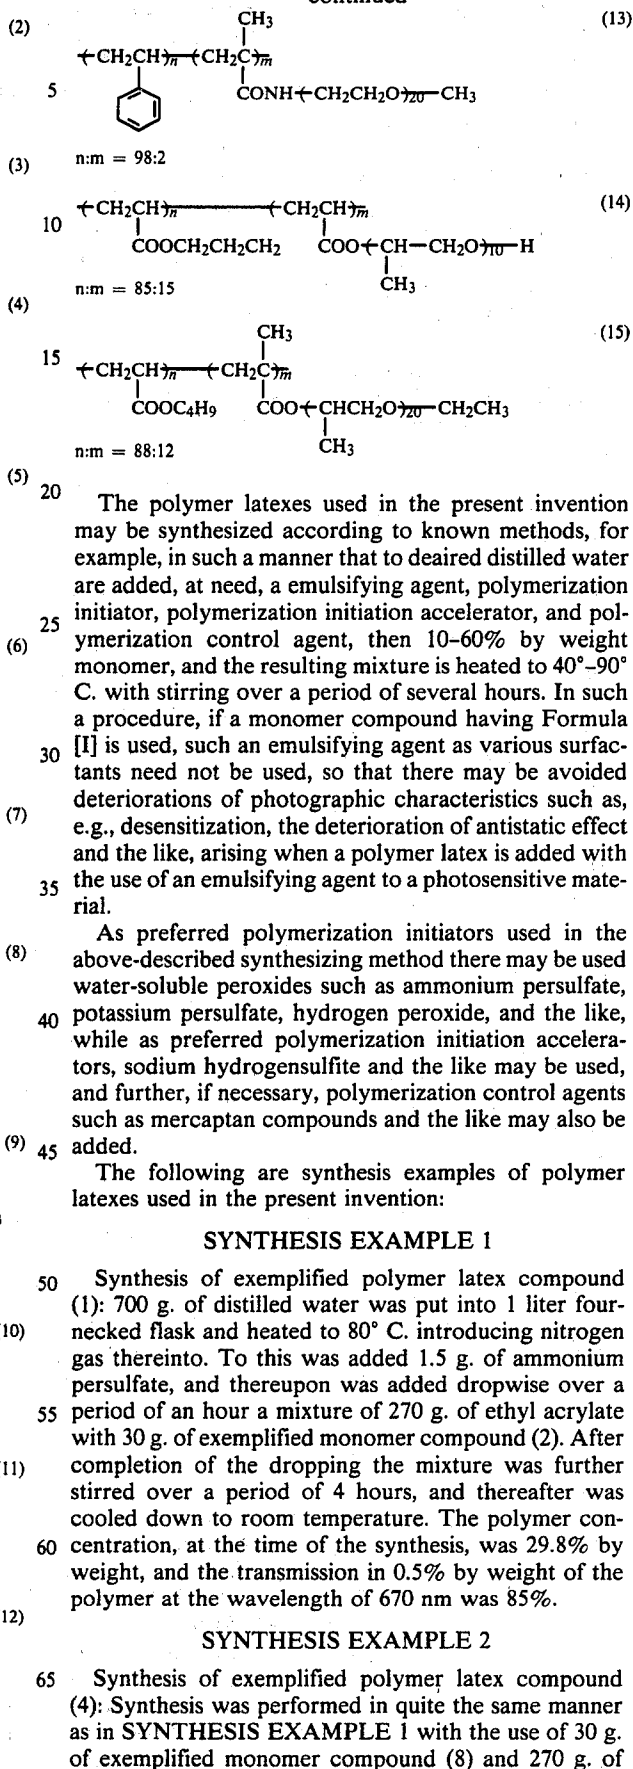 (2)
CH3
(13)
-(CH2CH)n-(CH2C)m-
5
CONH-(CH2CH2O)20-CH3
(3)
n:m = 98:2
-(CH2CH)n-(CH2CH)m-
(14)
10
COOCH2CH2CH2 COO-(CH-CH2O)10-H
CH3
n:m = 85:15
(4)
CH3
(15)
15
-(CH2CH)n-(CH2C)m-
COOC4H9 COO-(CHCH2O)20-CH2CH3
CH3
n:m = 88:12
(5)
20
The polymer latexes used in the present invention
may be synthesized according to known methods, for
example, in such a manner that to deaired distilled water
are added, at need, a emulsifying agent, polymerization
25 initiator, polymerization initiation accelerator, and pol-
(6) ymerization control agent, then 10-60% by weight
monomer, and the resulting mixture is heated to 40°-90°
C. with stirring over a period of several hours. In such
a procedure, if a monomer compound having Formula
30 [I] is used, such an emulsifying agent as various surfac-
tants need not be used, so that there may be avoided
(7) deteriorations of photographic characteristics such as,
e.g., desensitization, the deterioration of antistatic effect
and the like, arising when a polymer latex is added with
35 the use of an emulsifying agent to a photosensitive mate-
rial.
As preferred polymerization initiators used in the
(8) above-described synthesizing method there may be used
water-soluble peroxides such as ammonium persulfate,
40 potassium persulfate, hydrogen peroxide, and the like,
while as preferred polymerization initiation accelera-
tors, sodium hydrogensulfite and the like may be used,
and further, if necessary, polymerization control agents
such as mercaptan compounds and the like may also be
(9) 45 added.
The following are synthesis examples of polymer
latexes used in the present invention:
SYNTHESIS EXAMPLE 1
50 Synthesis of exemplified polymer latex compound
(1): 700 g. of distilled water was put into 1 liter four-
10) necked flask and heated to 80° C. introducing nitrogen
gas thereinto. To this was added 1.5 g. of ammonium
persulfate, and thereupon was added dropwise over a
55 period of an hour a mixture of 270 g. of ethyl acrylate
with 30 g. of exemplified monomer compound (2). After
11) completion of the dropping the mixture was further
stirred over a period of 4 hours, and thereafter was
cooled down to room temperature. The polymer con-
60 centration, at the time of the synthesis, was 29.8% by
weight, and the transmission in 0.5% by weight of the
polymer at the wavelength of 670 nm was 85%.
12)
SYNTHESIS EXAMPLE 2
65 Synthesis of exemplified polymer latex compound
(4): Synthesis was performed in quite the same manner
as in SYNTHESIS EXAMPLE 1 with the use of 30 g.
of exemplified monomer compound (8) and 270 g. of